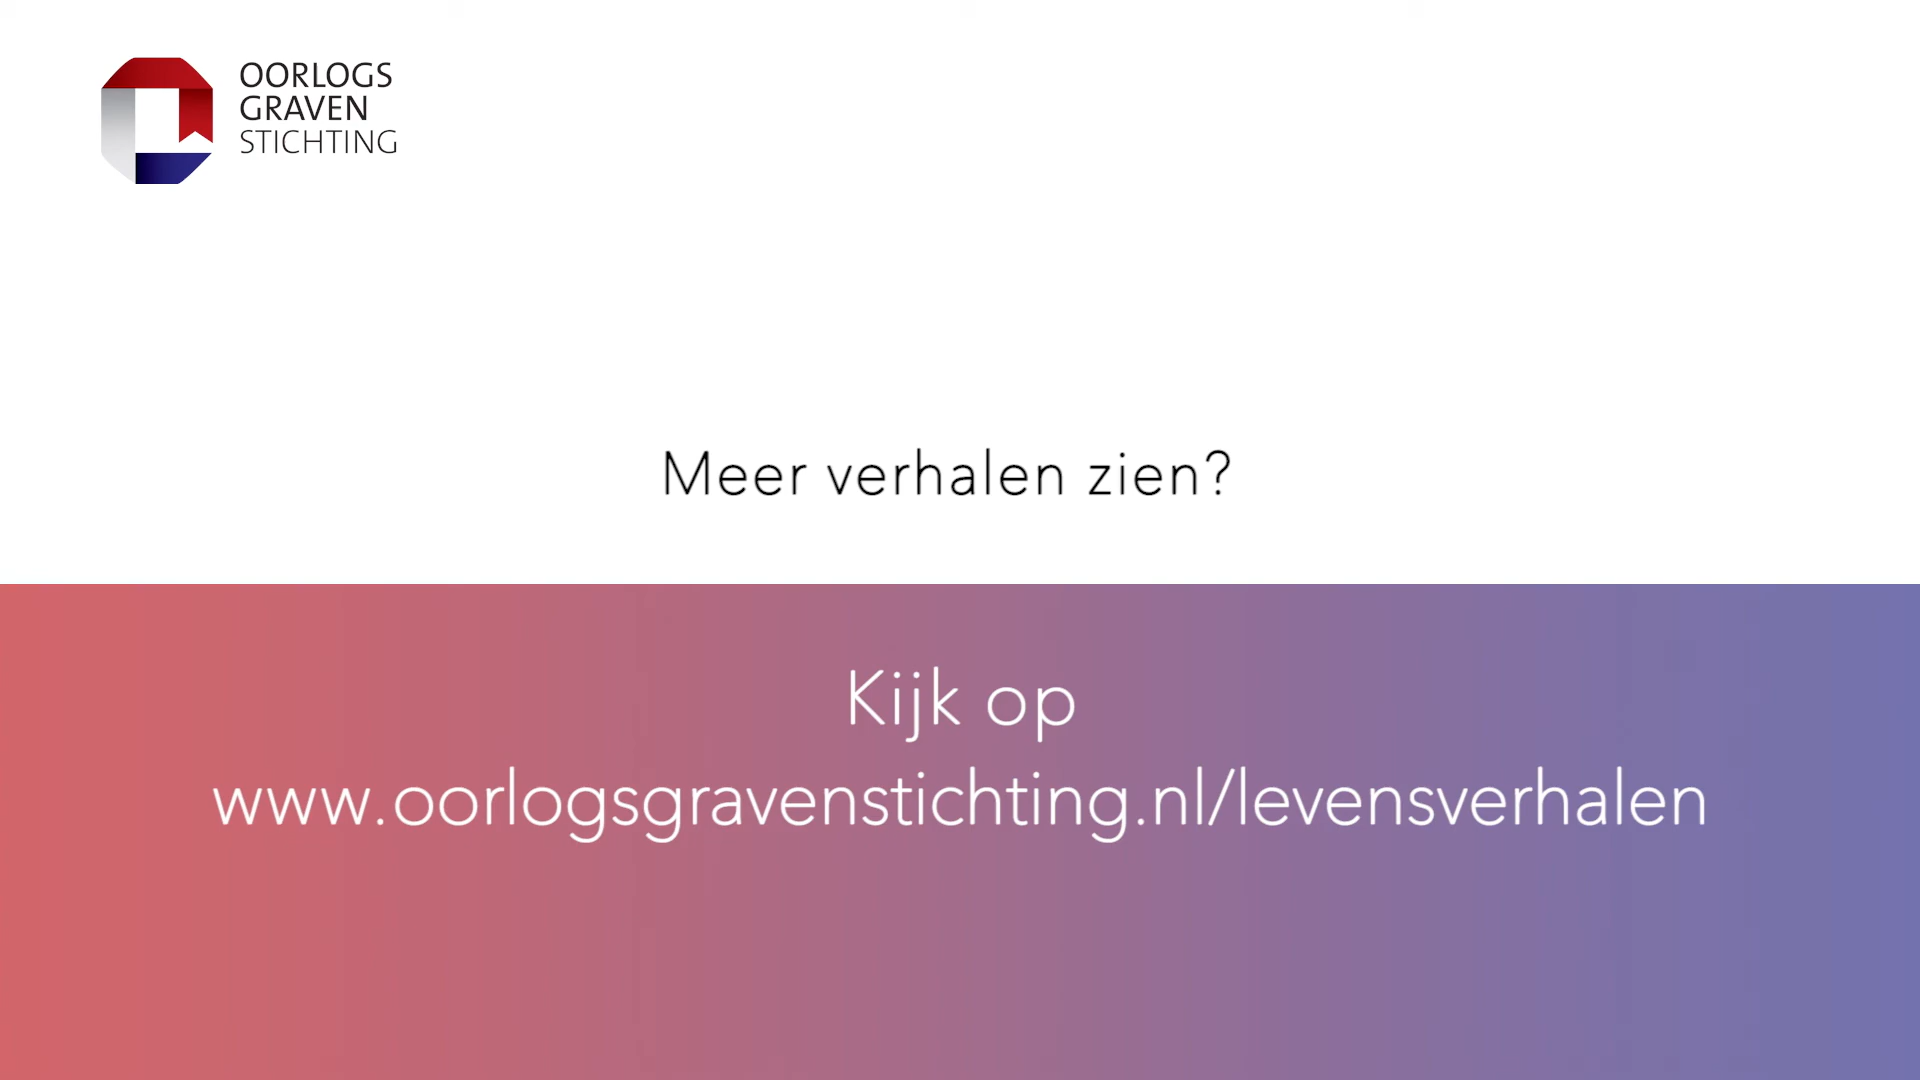 OORLOGS
GRAVEN
STICHTING
Meer verhalen zien?
Kijk op
www.oorlogsgravenstichting.nl/levensverhalen